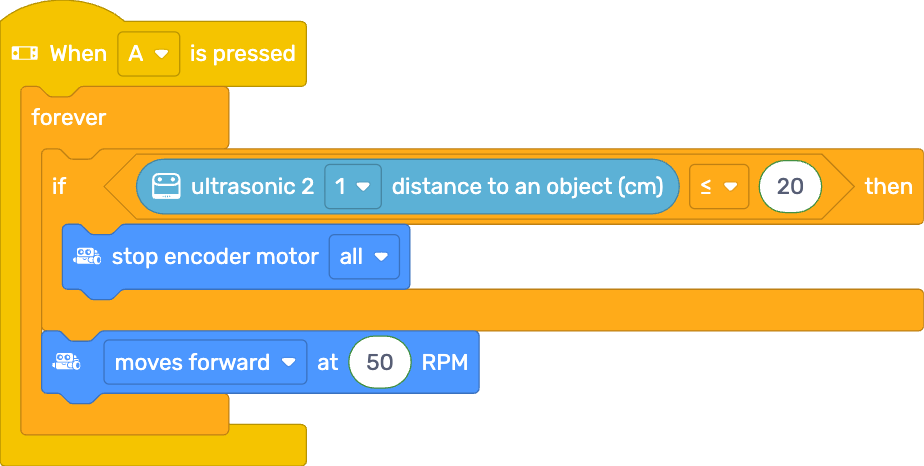 When A is pressed
forever
if ultrasonic 2 1 distance to an object (cm) ≤ 20 then
stop encoder motor all
moves forward at 50 RPM